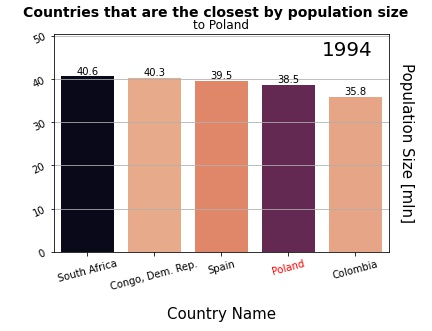 Countries that are the closest by population size
to Poland
1994
50
40
30
20
10
0
40.6
40.3
39.5
38.5
35.8
South Africa
Congo, Dem. Rep.
Spain
Poland
Colombia
Country Name
Population Size [mln]